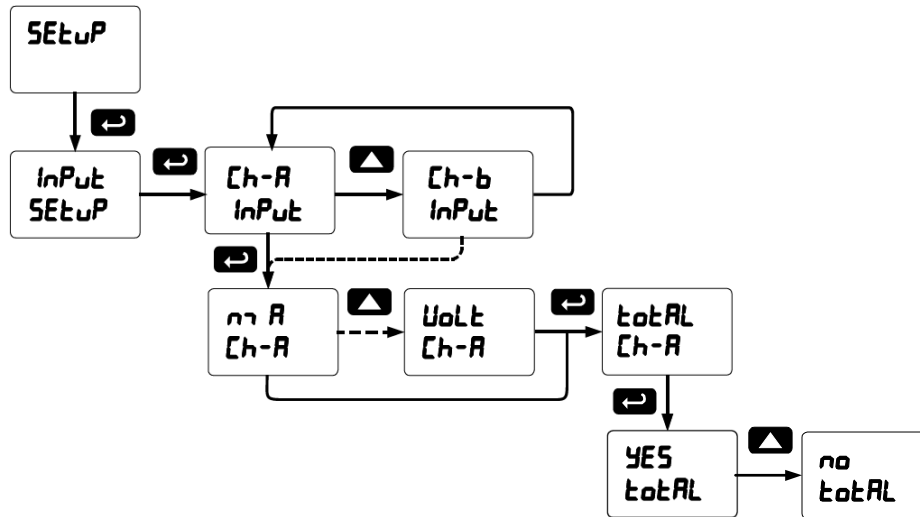 SEtuP
InPut
SEtuP
Ch-A
InPut
Ch-b
InPut
mA
Ch-A
VoLt
Ch-A
totAL
Ch-A
YES
totAL
no
totAL